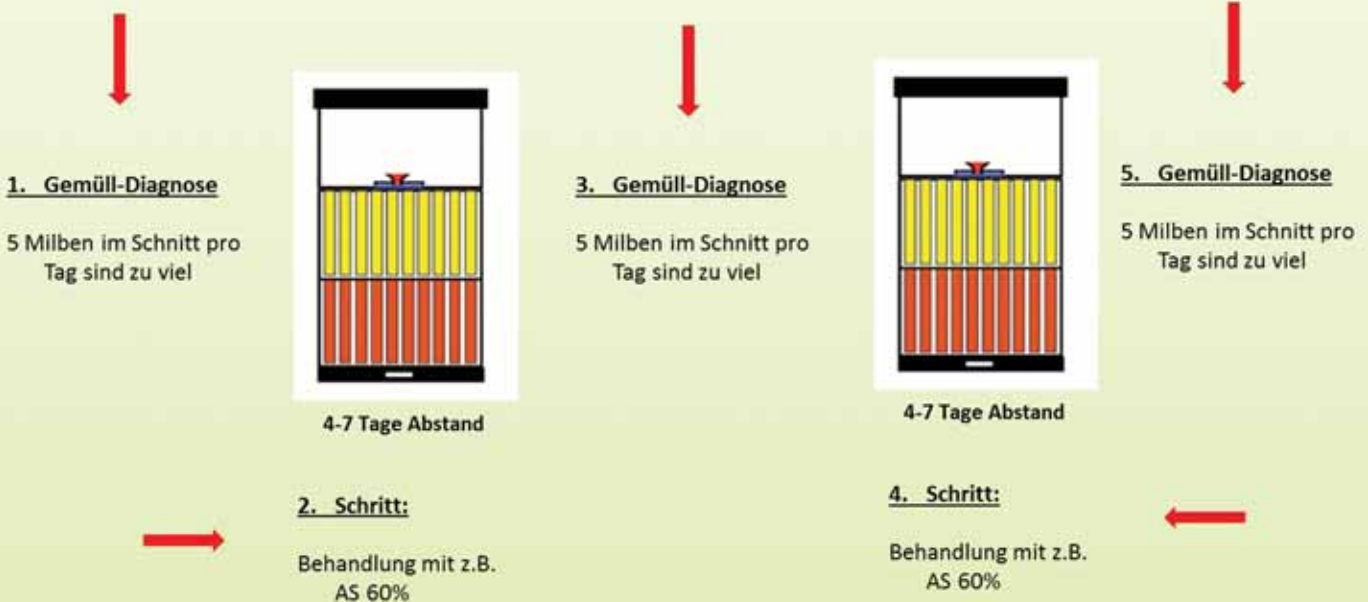 1. Gemüll-Diagnose
5 Milben im Schnitt pro
Tag sind zu viel
4-7 Tage Abstand
2. Schritt:
Behandlung mit z.B.
AS 60%
3. Gemüll-Diagnose
5 Milben im Schnitt pro
Tag sind zu viel
4-7 Tage Abstand
4. Schritt:
Behandlung mit z.B.
AS 60%
5. Gemüll-Diagnose
5 Milben im Schnitt pro
Tag sind zu viel